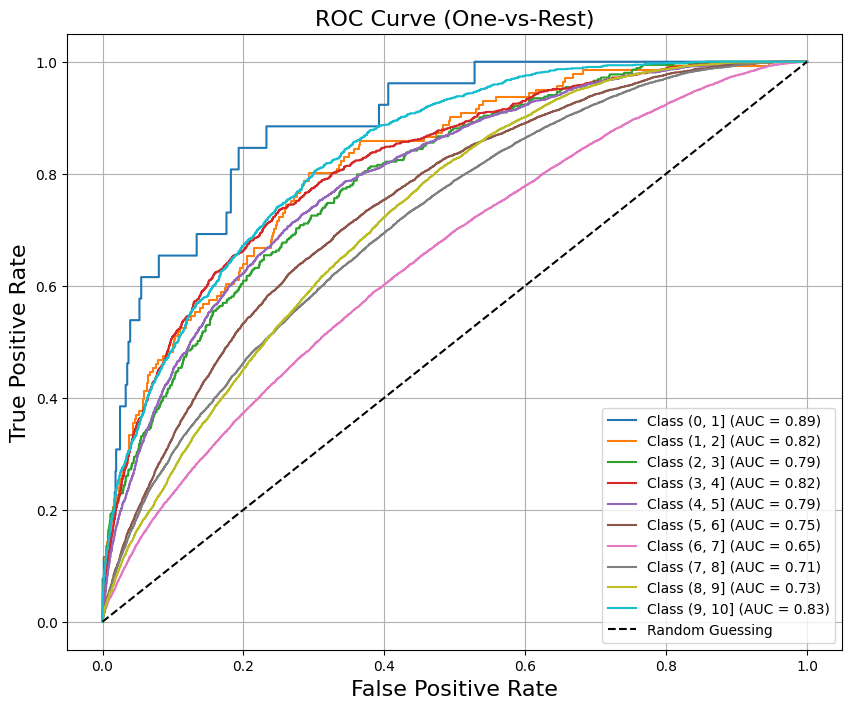 ROC Curve (One-vs-Rest)
True Positive Rate
1.0
0.8
0.6
0.4
0.2
0.0
0.0 0.2 0.4 0.6 0.8 1.0
False Positive Rate
Class (0, 1] (AUC = 0.89)
Class (1, 2] (AUC = 0.82)
Class (2, 3] (AUC = 0.79)
Class (3, 4] (AUC = 0.82)
Class (4, 5] (AUC = 0.79)
Class (5, 6] (AUC = 0.75)
Class (6, 7] (AUC = 0.65)
Class (7, 8] (AUC = 0.71)
Class (8, 9] (AUC = 0.73)
Class (9, 10] (AUC = 0.83)
Random Guessing